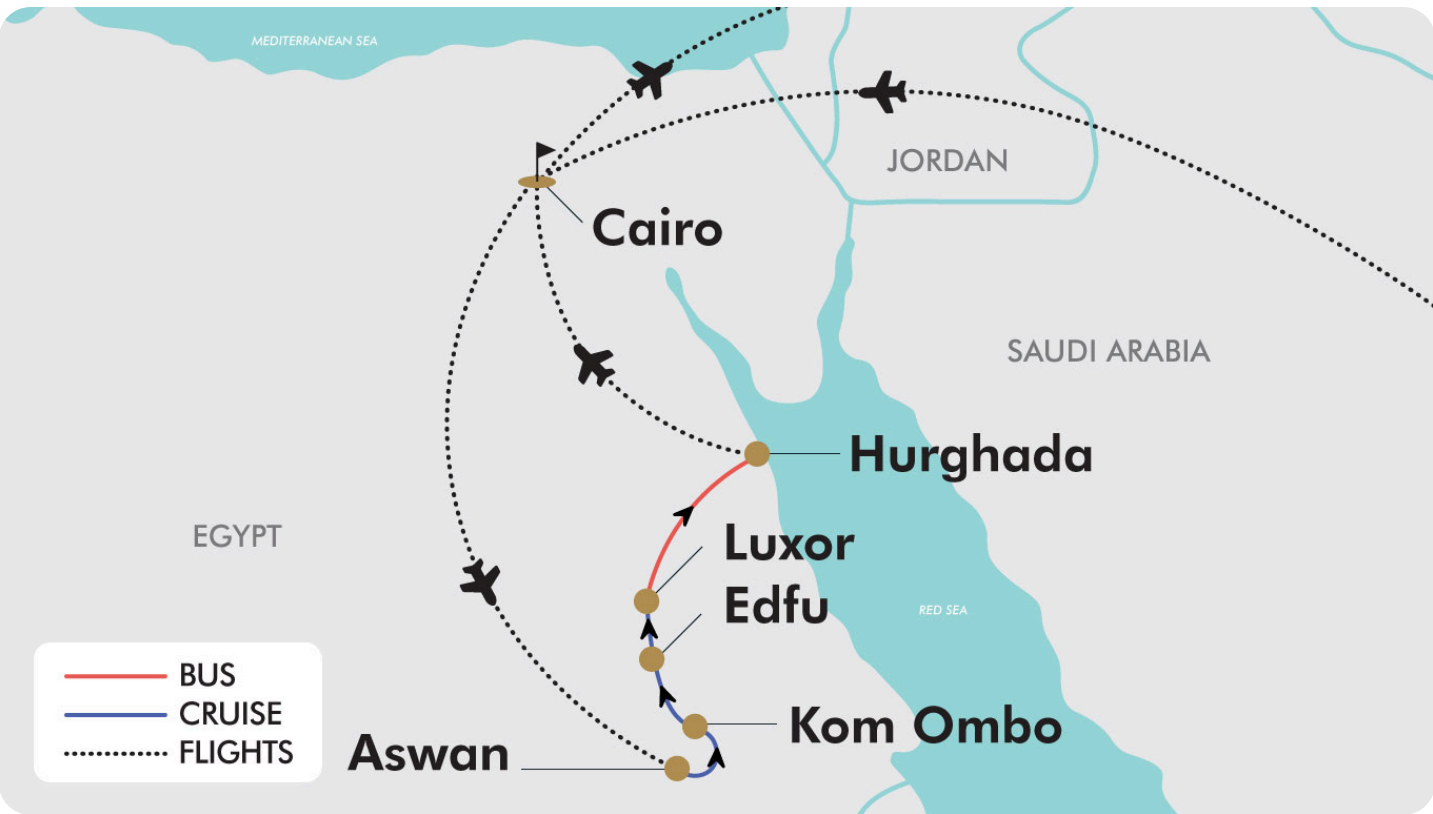 MEDITERRANEAN SEA
JORDAN
Cairo
SAUDI ARABIA
Hurghada
EGYPT
Luxor
Edfu
RED SEA
BUS
CRUISE
FLIGHTS
Kom Ombo
Aswan